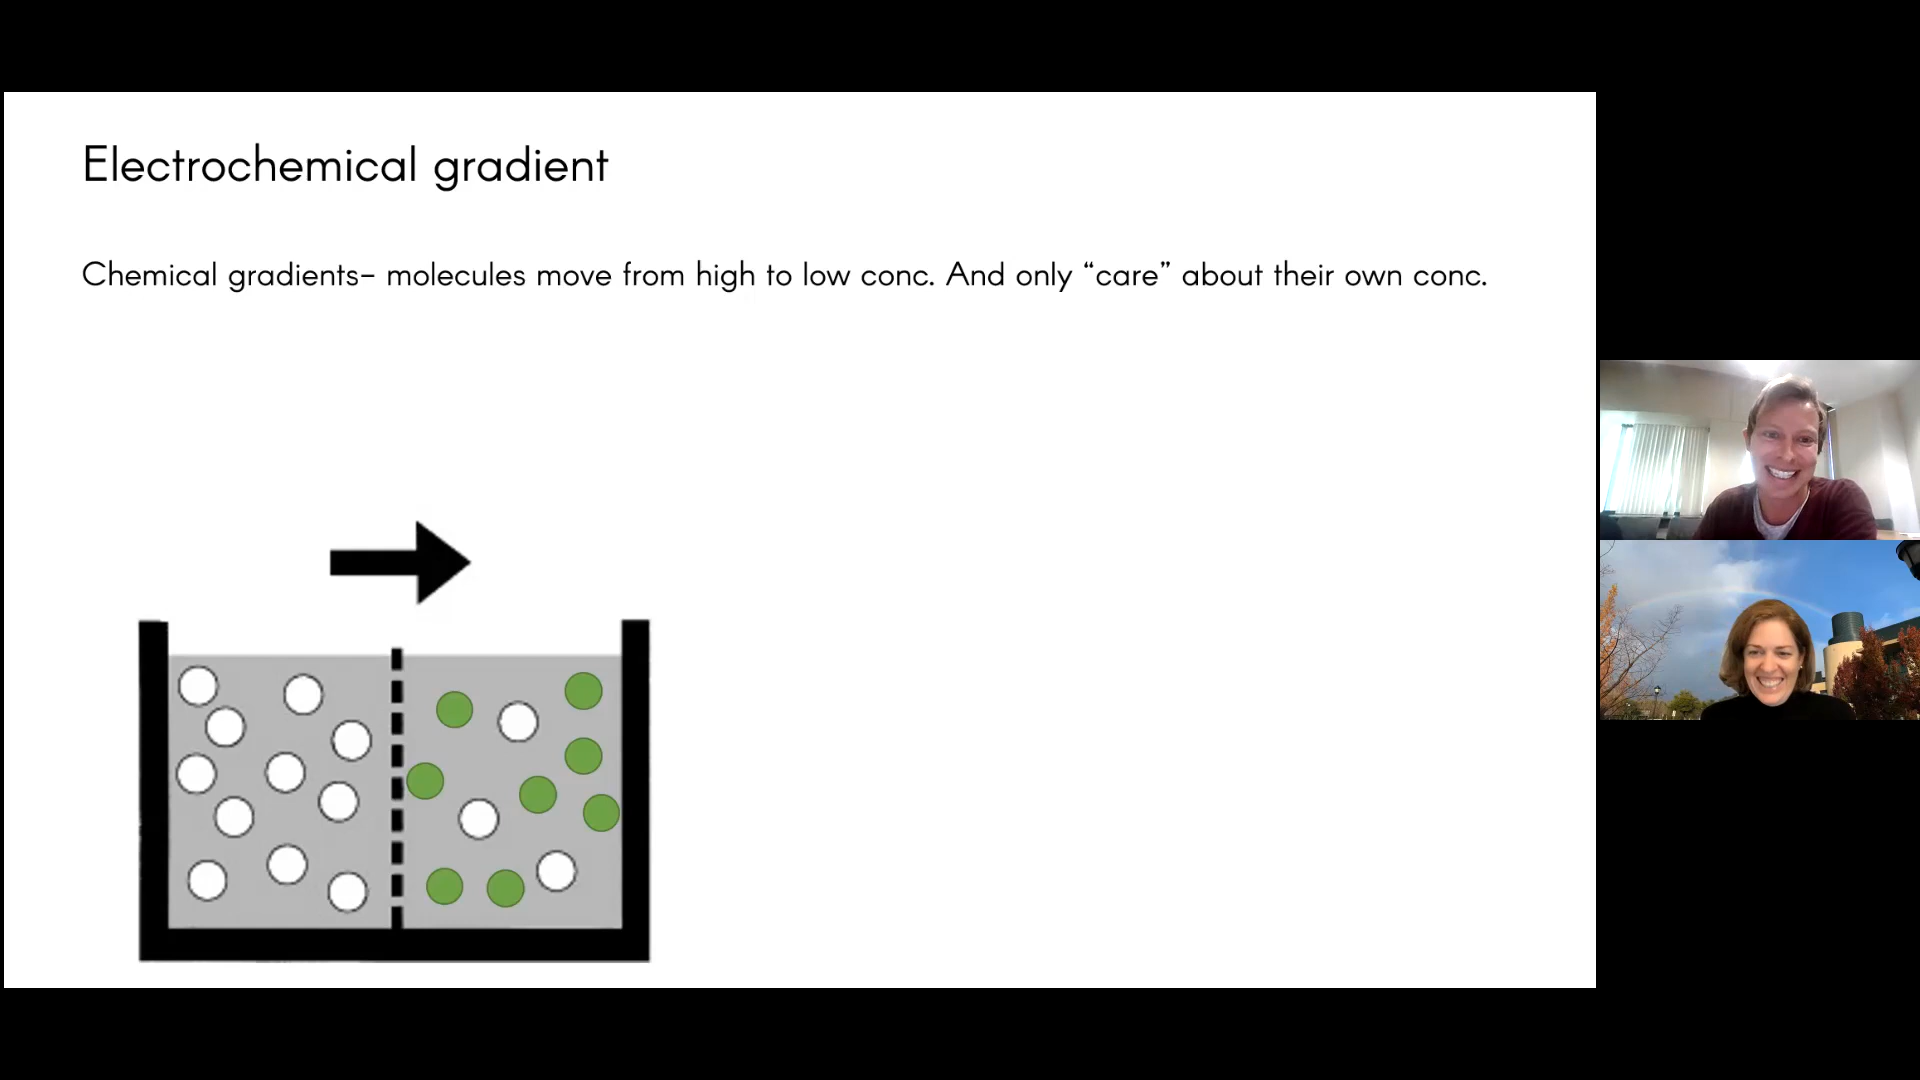 Electrochemical gradient
Chemical gradients- molecules move from high to low conc. And only “care” about their own conc.